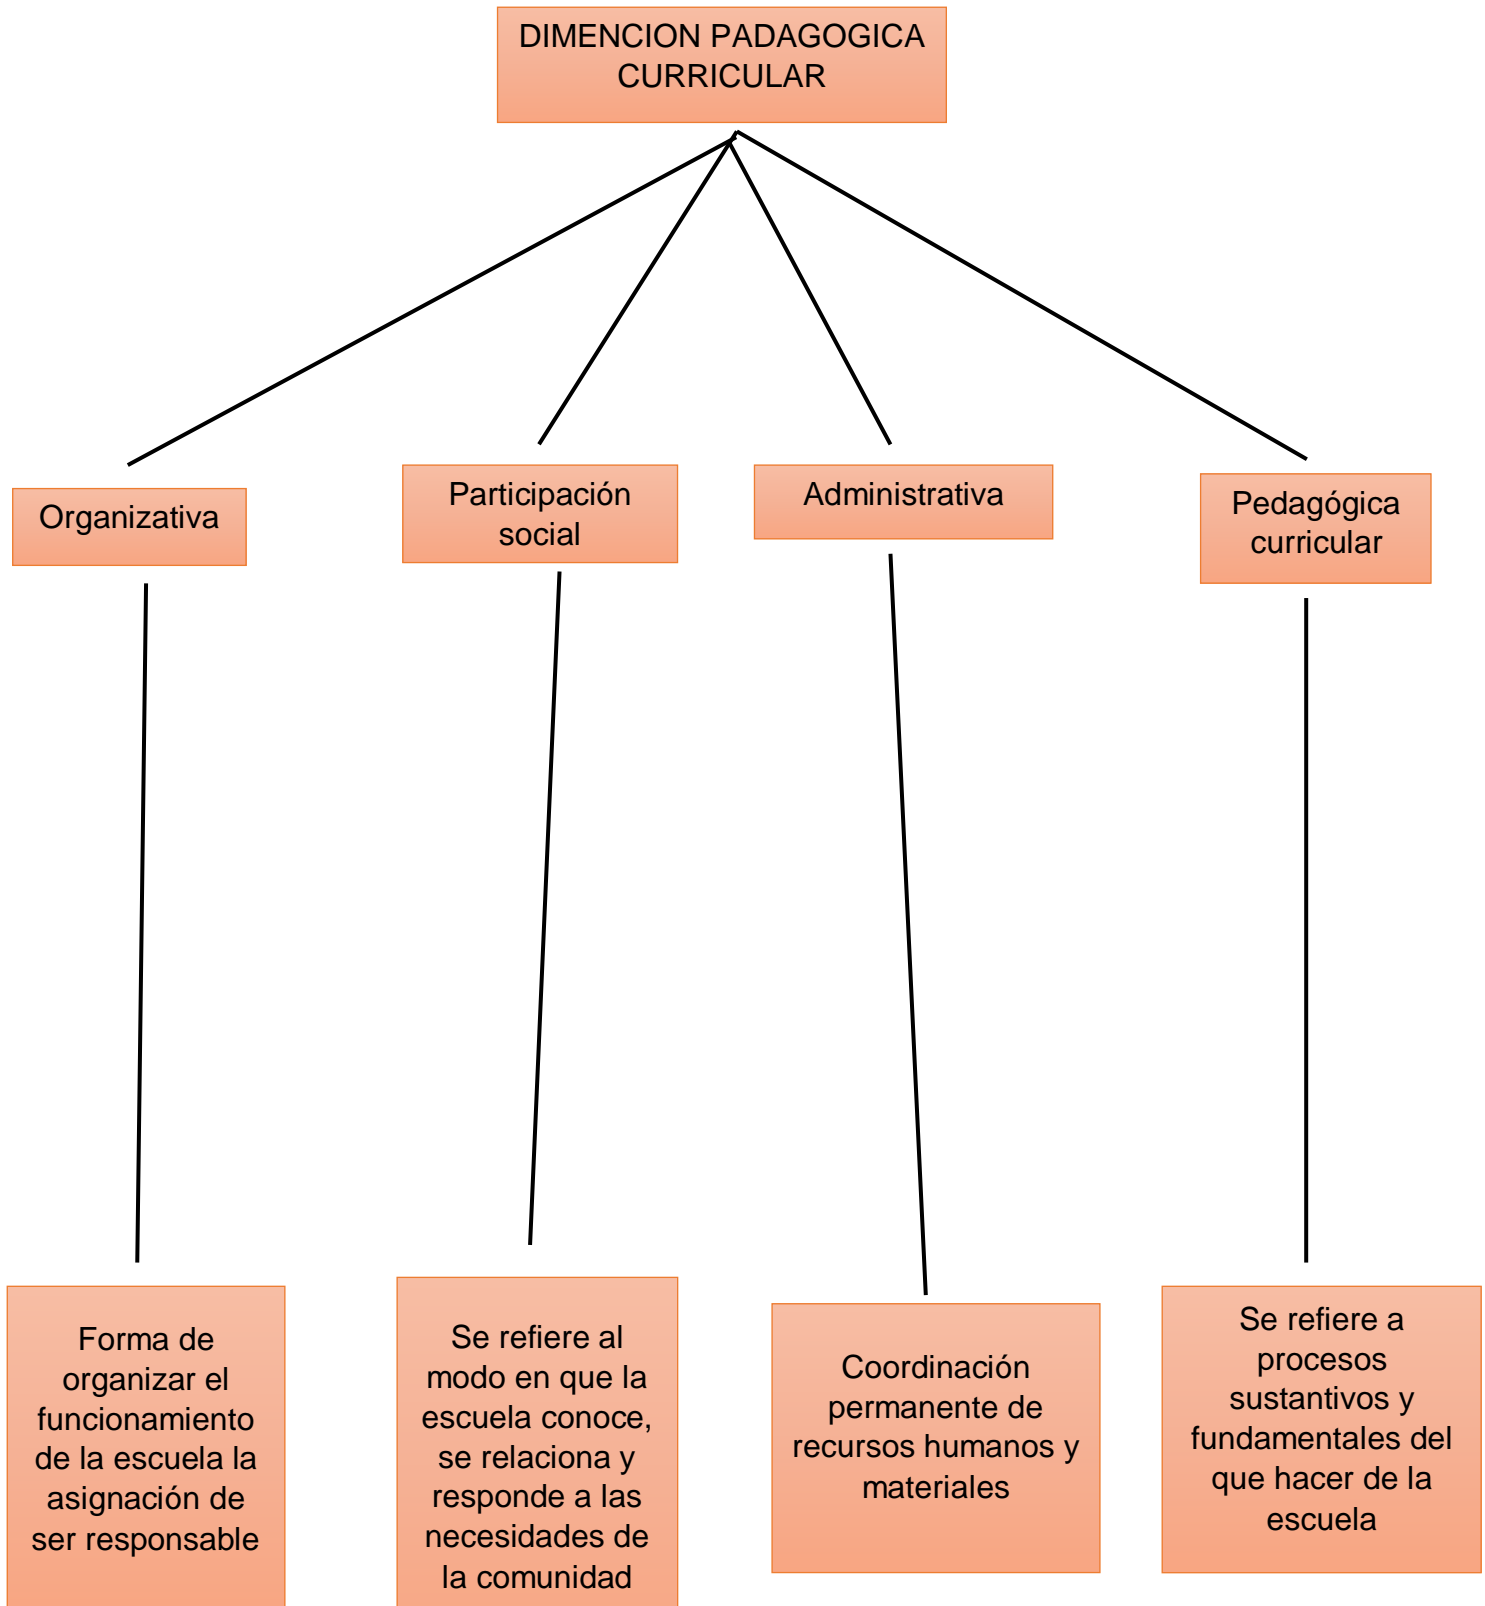 DIMENCION PADAGOGICA
CURRICULAR
Organizativa
Participación
social
Administrativa
Pedagógica
curricular
Forma de
organizar el
funcionamiento
de la escuela la
asignación de
ser responsable
Se refiere al
modo en que la
escuela conoce,
se relaciona y
responde a las
necesidades de
la comunidad
Coordinación
permanente de
recursos humanos y
materiales
Se refiere a
procesos
sustantivos y
fundamentales del
que hacer de la
escuela